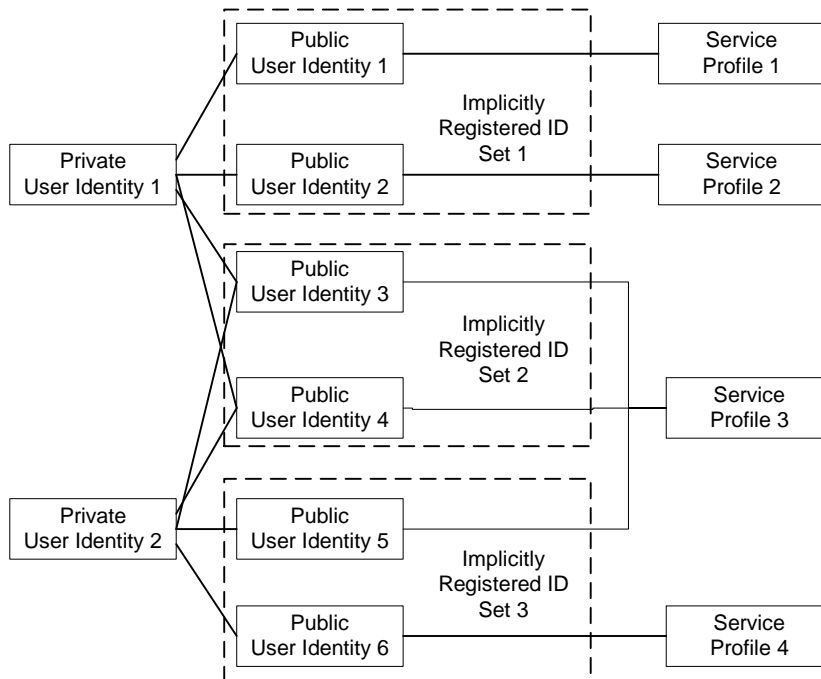 Public
User Identity 1
Service
Profile 1
Implicitly
Registered ID
Set 1
Private
User Identity 1
Public
User Identity 2
Service
Profile 2
Public
User Identity 3
Implicitly
Registered ID
Set 2
Public
User Identity 4
Service
Profile 3
Private
User Identity 2
Public
User Identity 5
Implicitly
Registered ID
Set 3
Public
User Identity 6
Service
Profile 4